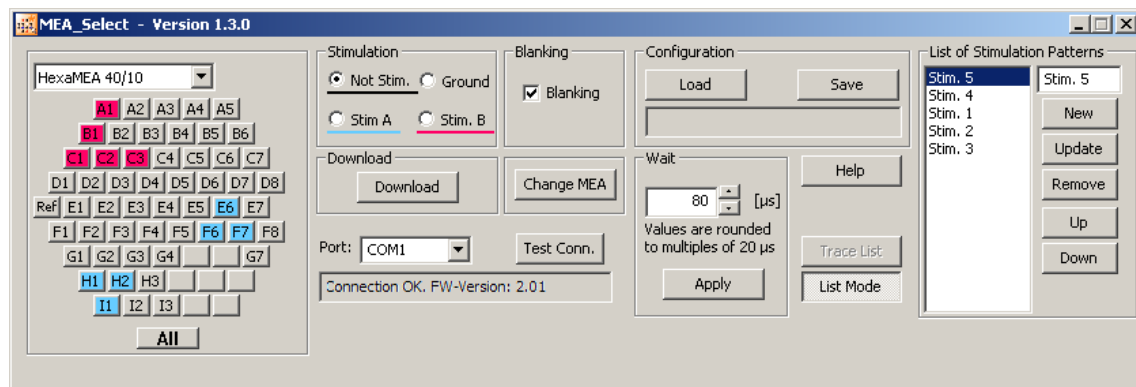 MEA_Select - Version 1.3.0
HexaMEA 40/10
A1 A2 A3 A4 A5
B1 B2 B3 B4 B5 B6
C1 C2 C3 C4 C5 C6 C7
D1 D2 D3 D4 D5 D6 D7 D8
Ref E1 E2 E3 E4 E5 E6 E7
F1 F2 F3 F4 F5 F6 F7 F8
G1 G2 G3 G4 G7
H1 H2 H3
I1 I2 I3
All
Stimulation
Not Stim. Ground
Stim A Stim. B
Download
Download
Port: COM1
Connection OK. FW-Version: 2.01
Blanking
Blanking
Change MEA
Test Conn.
Configuration
Load Save
Wait
80 [µs]
Values are rounded
to multiples of 20 µs
Apply
Help
Trace List
List Mode
List of Stimulation Patterns
Stim. 5
Stim. 4
Stim. 1
Stim. 2
Stim. 3
Stim. 5
New
Update
Remove
Up
Down